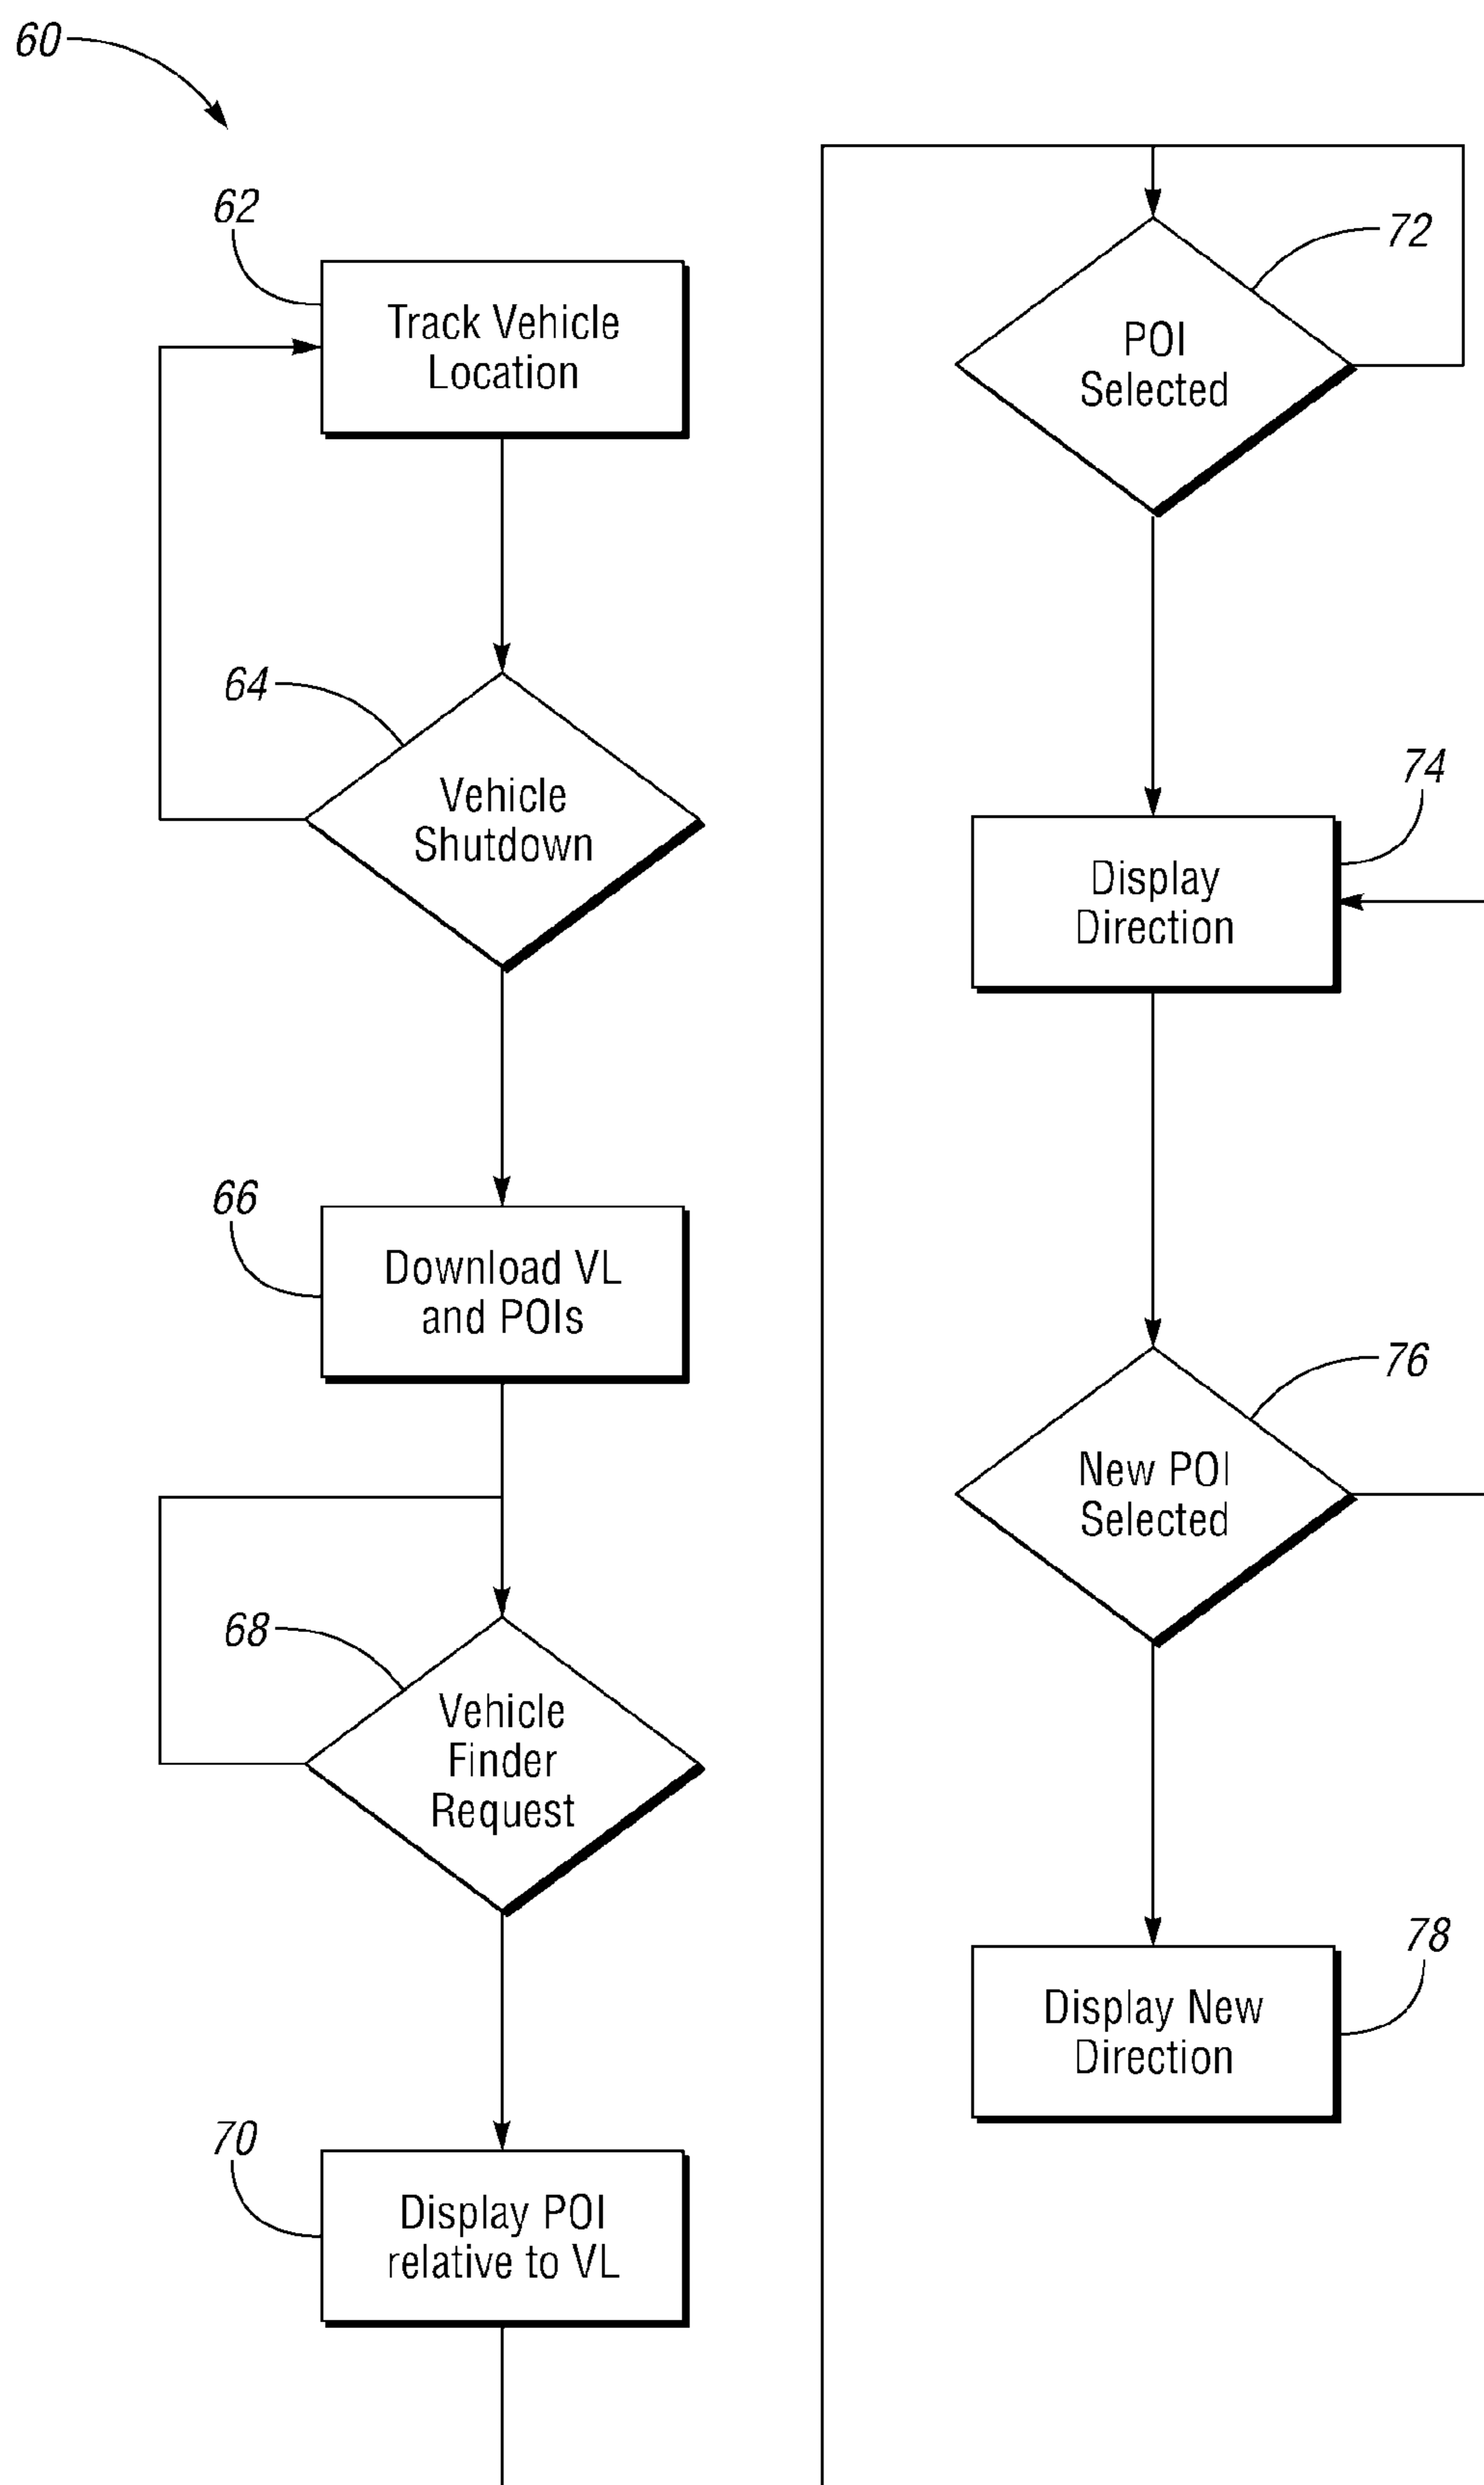 60
62
Track Vehicle
Location
64
Vehicle
Shutdown
66
Download VL
and POIs
68
Vehicle
Finder
Request
70
Display POI
relative to VL
72
POI
Selected
74
Display
Direction
76
New POI
Selected
78
Display New
Direction